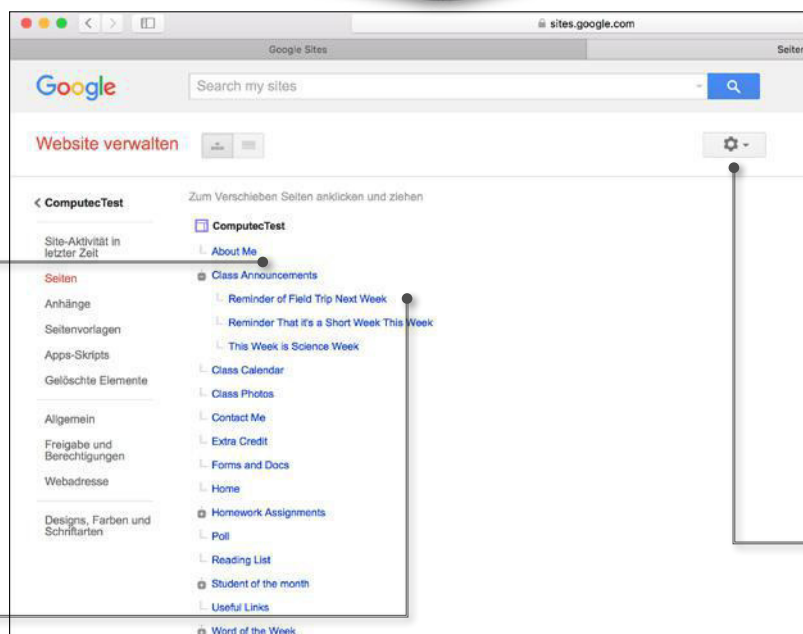 sites.google.com
Google Sites
Seiten
Google
Search my sites
Website verwalten
ComputecTest
Site-Aktivität in
letzter Zeit
Seiten
Anhänge
Seitenvorlagen
Apps-Skripts
Gelöschte Elemente
Allgemein
Freigabe und
Berechtigungen
Webadresse
Designs, Farben und
Schriftarten
Zum Verschieben Seiten anklicken und ziehen
ComputecTest
About Me
Class Announcements
Reminder of Field Trip Next Week
Reminder That it's a Short Week This Week
This Week is Science Week
Class Calendar
Class Photos
Contact Me
Extra Credit
Forms and Docs
Home
Homework Assignments
Poll
Reading List
Student of the month
Useful Links
Word of the Week